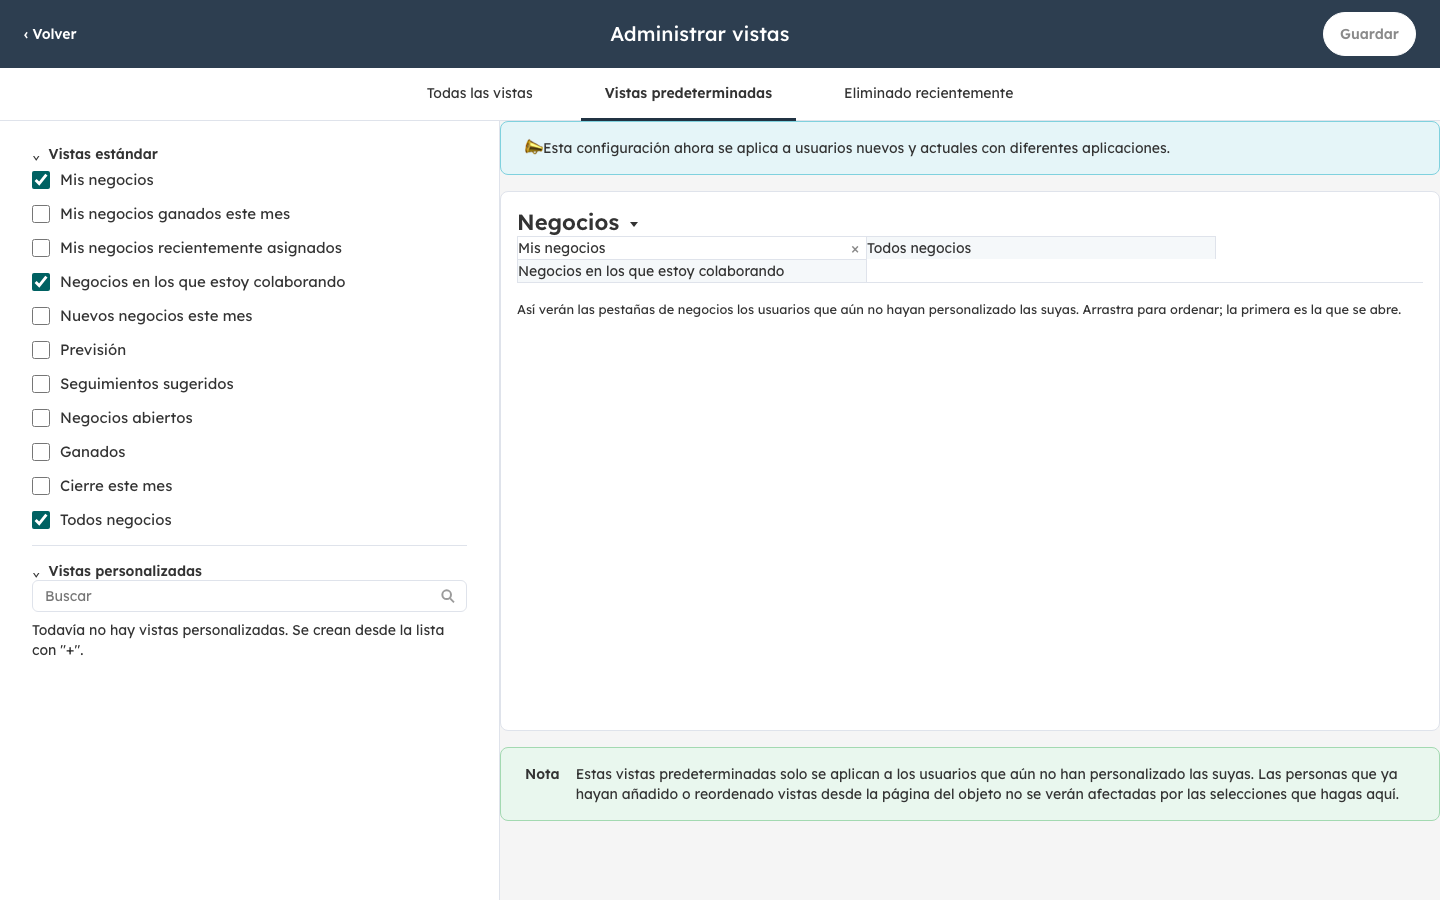 ‹ Volver
Administrar vistas
Guardar
Todas las vistas
Vistas predeterminadas
Eliminado recientemente
Vistas estándar
Mis negocios
Mis negocios ganados este mes
Mis negocios recientemente asignados
Negocios en los que estoy colaborando
Nuevos negocios este mes
Previsión
Seguimientos sugeridos
Negocios abiertos
Ganados
Cierre este mes
Todos negocios
Vistas personalizadas
Buscar
Todavía no hay vistas personalizadas. Se crean desde la lista
con "+".
Esta configuración ahora se aplica a usuarios nuevos y actuales con diferentes aplicaciones.
Negocios
Mis negocios ×
Todos negocios
Negocios en los que estoy colaborando
Así verán las pestañas de negocios los usuarios que aún no hayan personalizado las suyas. Arrastra para ordenar; la primera es la que se abre.
Nota
Estas vistas predeterminadas solo se aplican a los usuarios que aún no han personalizado las suyas. Las personas que ya
hayan añadido o reordenado vistas desde la página del objeto no se verán afectadas por las selecciones que hagas aquí.